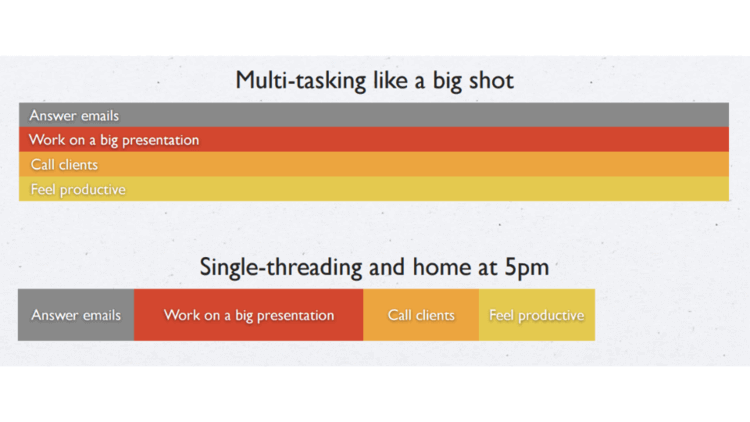 Multi-tasking like a big shot
Answer emails
Work on a big presentation
Call clients
Feel productive
Single-threading and home at 5pm
Answer emails
Work on a big presentation
Call clients
Feel productive